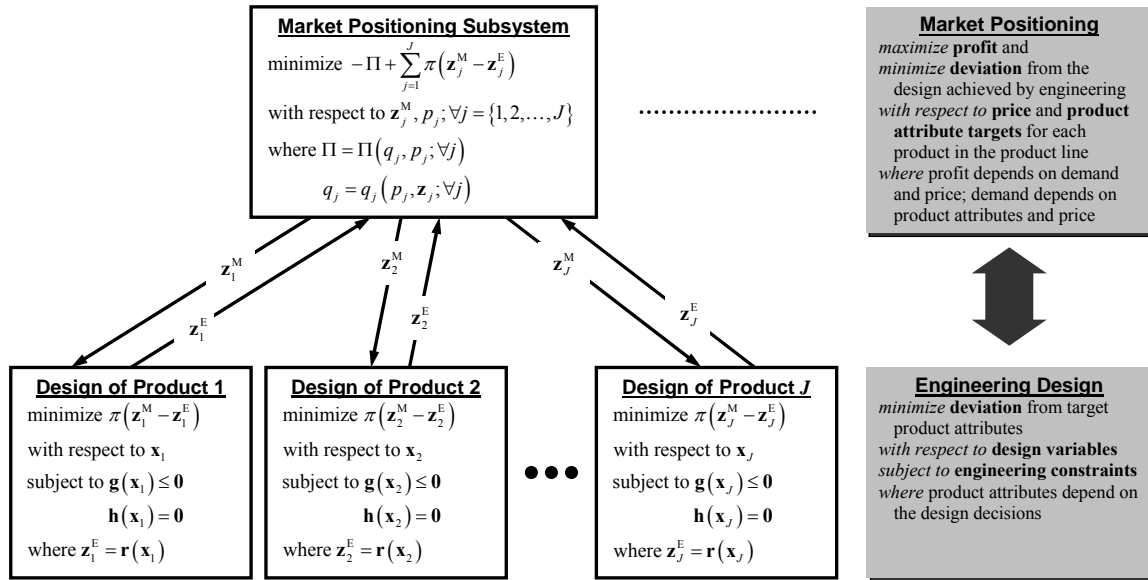 Market Positioning Subsystem
minimize −Π + ∑_{j=1}^{J} π(z_j^M − z_j^E)
with respect to z_j^M, p_j; ∀j = {1, 2, …, J}
where Π = Π(q_j, p_j; ∀j)
q_j = q_j(p_j, z_j; ∀j)
Market Positioning
maximize profit and
minimize deviation from the
design achieved by engineering
with respect to price and product
attribute targets for each
product in the product line
where profit depends on demand
and price; demand depends on
product attributes and price
z_1^M
z_1^E
z_2^M
z_2^E
z_J^M
z_J^E
Design of Product 1
minimize π(z_1^M − z_1^E)
with respect to x_1
subject to g(x_1) ≤ 0
h(x_1) = 0
where z_1^E = r(x_1)
Design of Product 2
minimize π(z_2^M − z_2^E)
with respect to x_2
subject to g(x_2) ≤ 0
h(x_2) = 0
where z_2^E = r(x_2)
Design of Product J
minimize π(z_J^M − z_J^E)
with respect to x_J
subject to g(x_J) ≤ 0
h(x_J) = 0
where z_J^E = r(x_J)
Engineering Design
minimize deviation from target
product attributes
with respect to design variables
subject to engineering constraints
where product attributes depend on
the design decisions